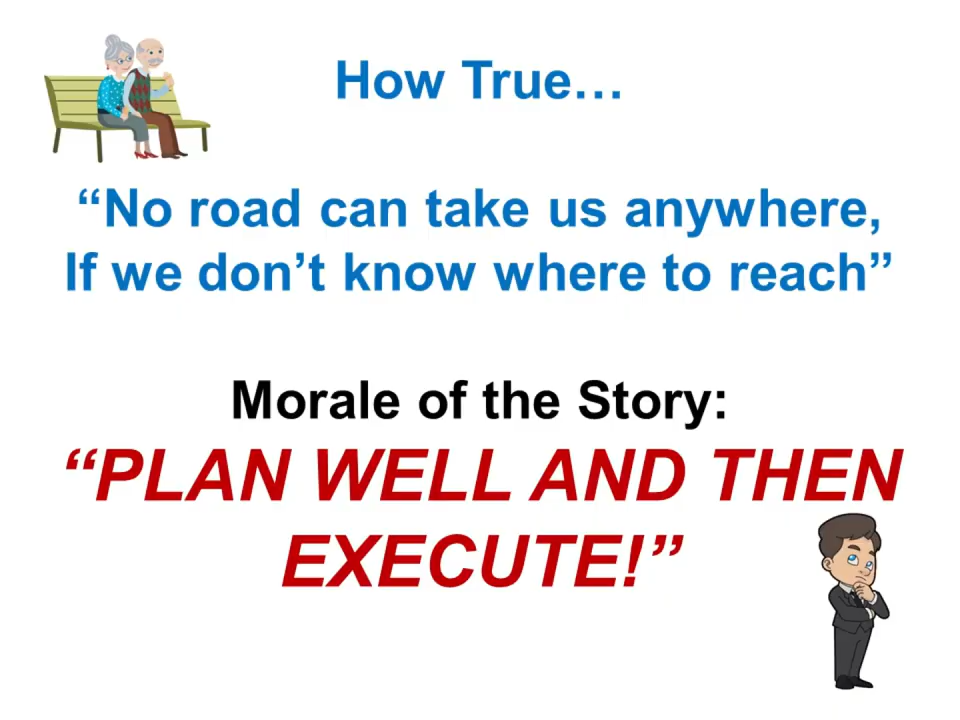 How True…
“No road can take us anywhere,
If we don’t know where to reach”
Morale of the Story:
“PLAN WELL AND THEN
EXECUTE!”